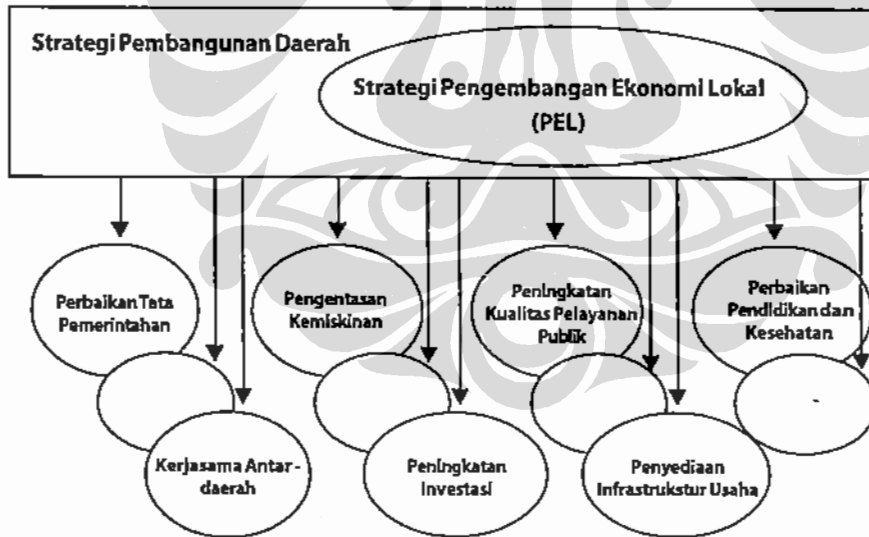 Strategi Pembangunan Daerah
Strategi Pengembangan Ekonomi Lokal
(PEL)
Perbaikan Tata
Pemerintahan
Pengentasan
Kemiskinan
Peningkatan
Kualitas Pelayanan
Publik
Perbaikan
Pendidikan dan
Kesehatan
-
Kerjasama Antar-
daerah
Peningkatan
Investasi
Penyediaan
Infrastrukstur Usaha